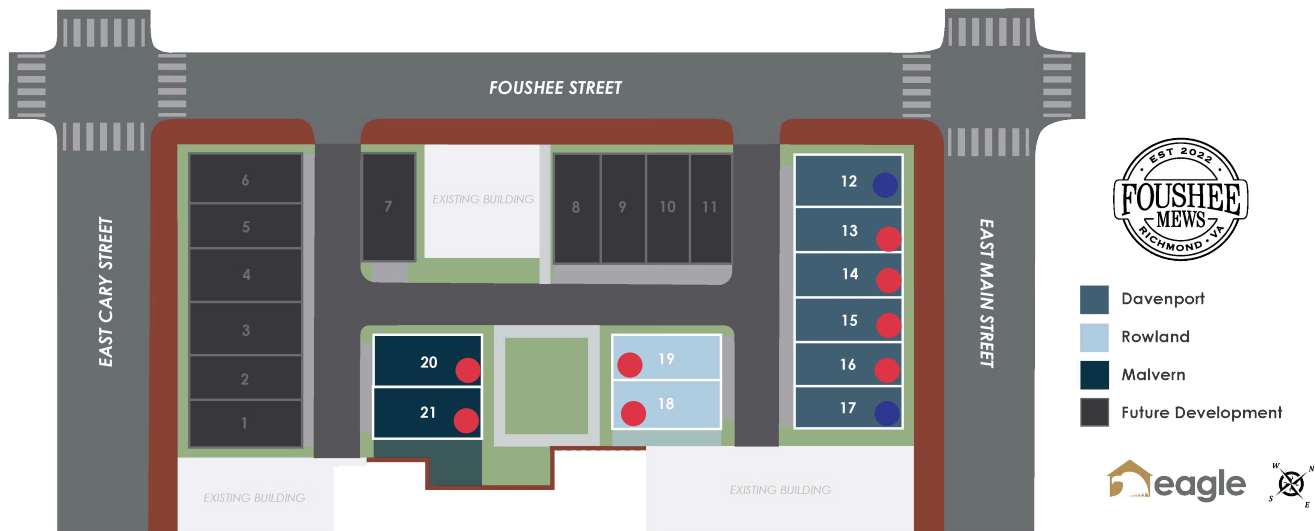 FOUSHEE STREET
EAST CARY STREET
EAST MAIN STREET
6
5
4
3
2
1
7
EXISTING BUILDING
8
9
10
11
12
13
14
15
16
17
20
21
19
18
EXISTING BUILDING
EXISTING BUILDING
EST 2022
FOUSHEE
MEWS
RICHMOND • VA
Davenport
Rowland
Malvern
Future Development
eagle
W
N
S
E